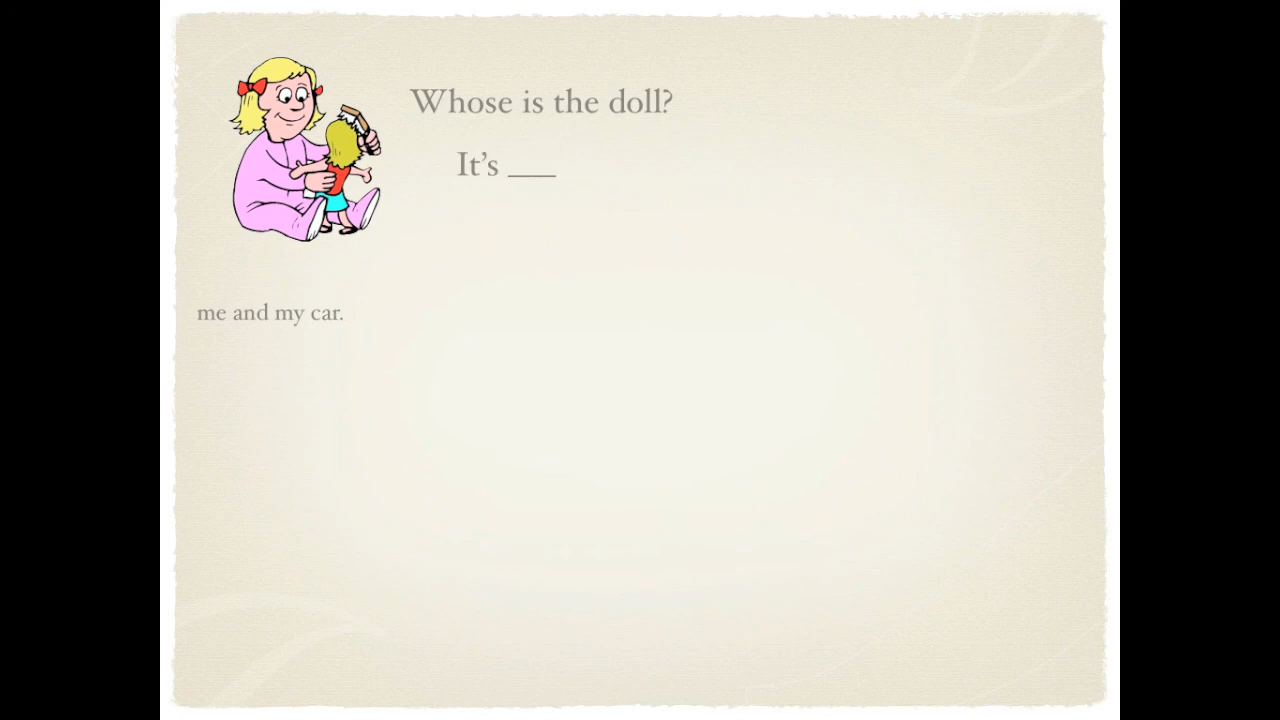 Whose is the doll?
It’s ___
me and my car.